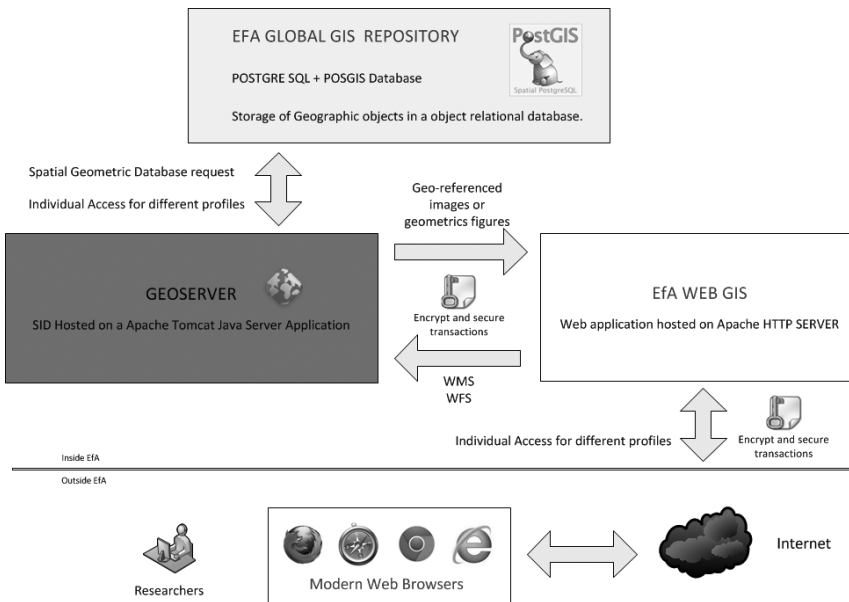 EFA GLOBAL GIS REPOSITORY
PostGIS
Spatial PostgreSQL
POSTGRE SQL + POSGIS Database
Storage of Geographic objects in a object relational database.
Spatial Geometric Database request
Individual Access for different profiles
Geo-referenced
images or
geometrics figures
GEOSERVER
SID Hosted on a Apache Tomcat Java Server Application
Encrypt and secure
transactions
WMS
WFS
EfA WEB GIS
Web application hosted on Apache HTTP SERVER
Individual Access for different profiles
Encrypt and secure
transactions
Inside EfA
Outside EfA
Researchers
Modern Web Browsers
Internet